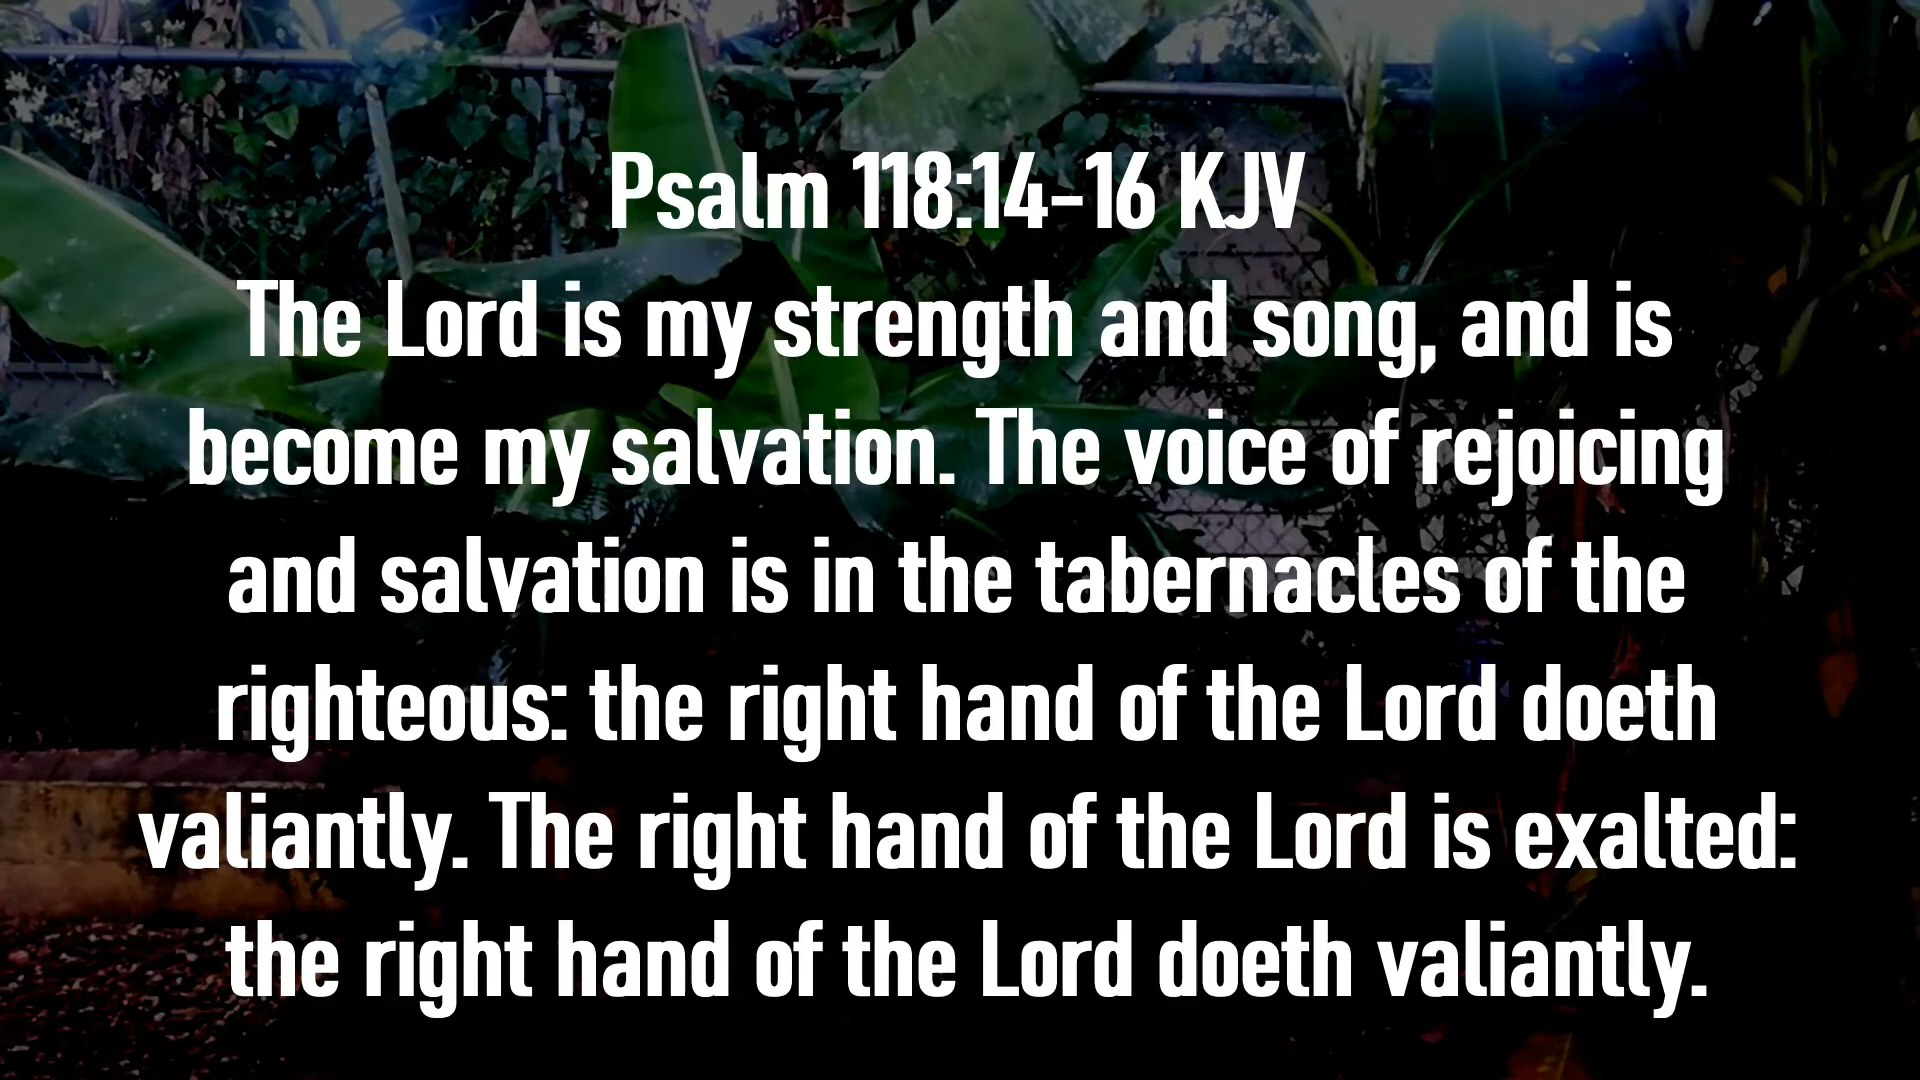 Psalm 118:14-16 KJV
The Lord is my strength and song, and is
become my salvation. The voice of rejoicing
and salvation is in the tabernacles of the
righteous: the right hand of the Lord doeth
valiantly. The right hand of the Lord is exalted:
the right hand of the Lord doeth valiantly.